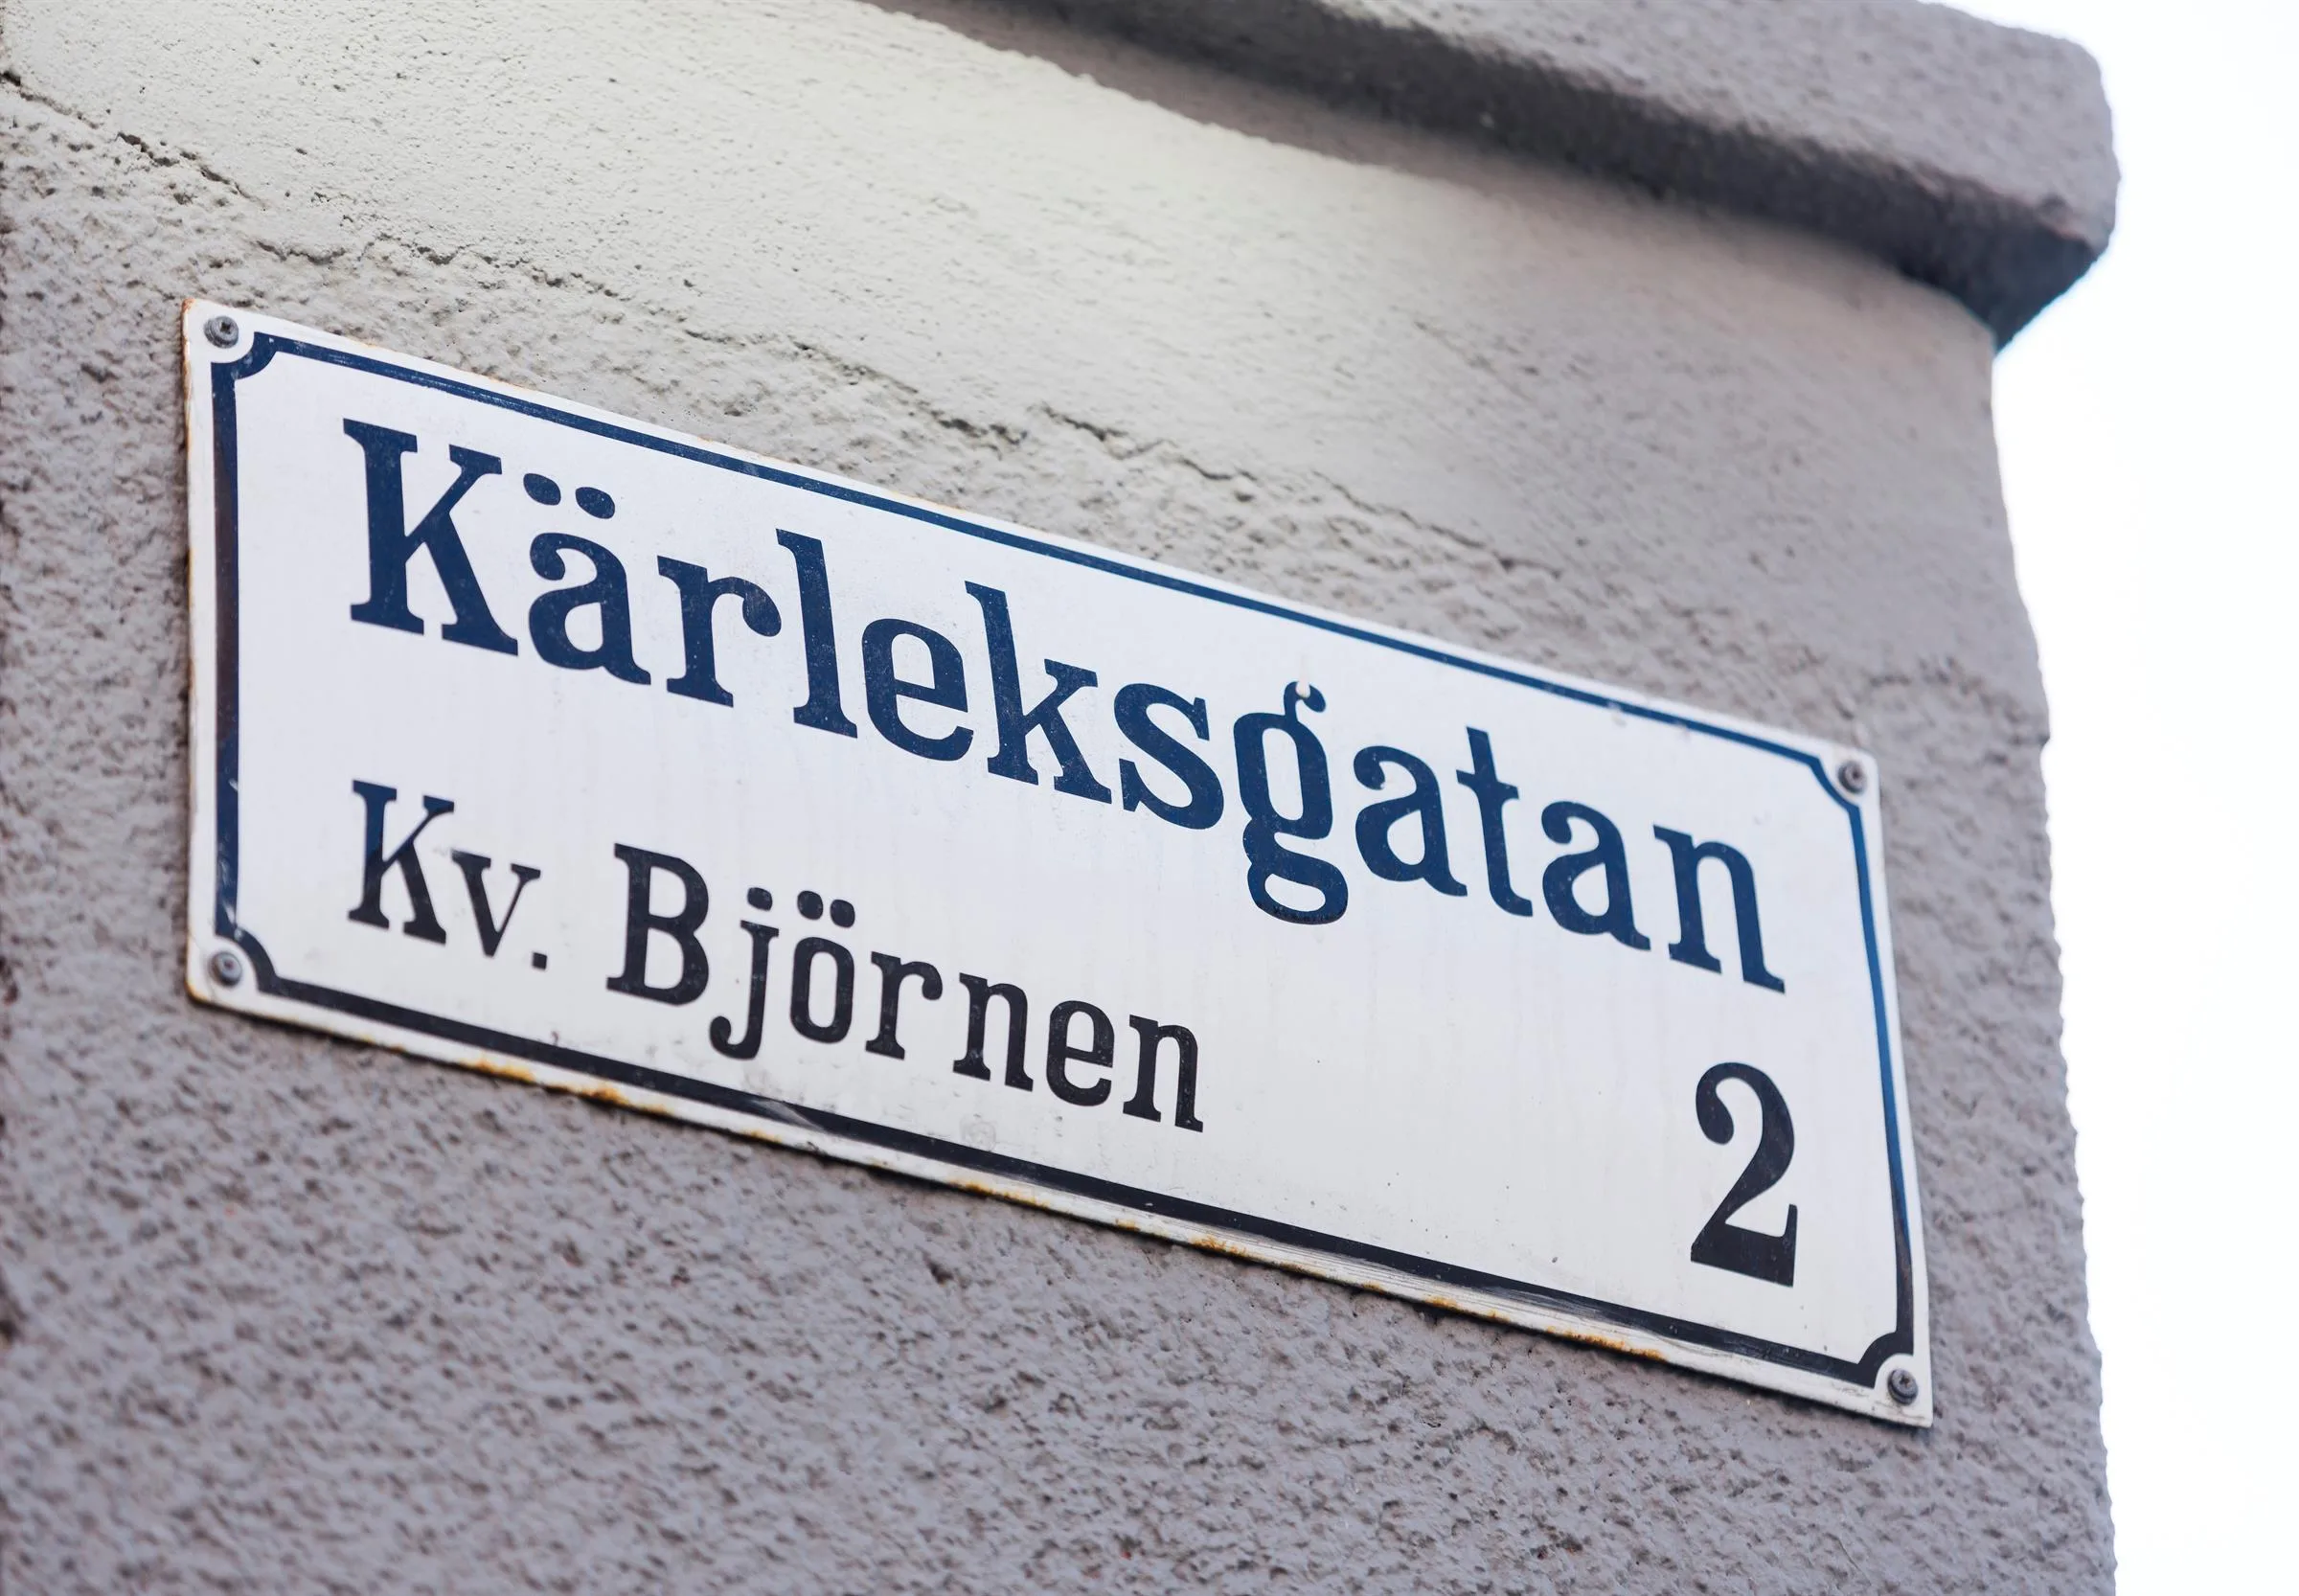 Kärleksgatan
Kv. Björnen
2